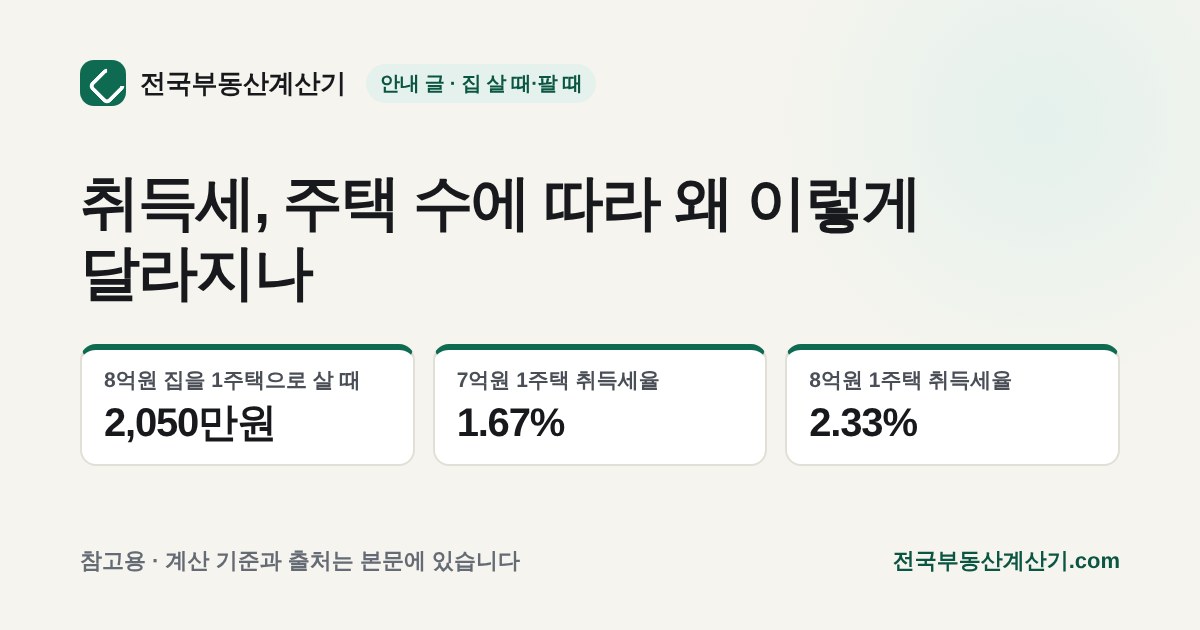 전국부동산계산기
안내 글 · 집 살 때·팔 때
취득세, 주택 수에 따라 왜 이렇게
달라지나
8억원 집을 1주택으로 살 때
2,050만원
7억원 1주택 취득세율
1.67%
8억원 1주택 취득세율
2.33%
참고용 · 계산 기준과 출처는 본문에 있습니다
전국부동산계산기.com